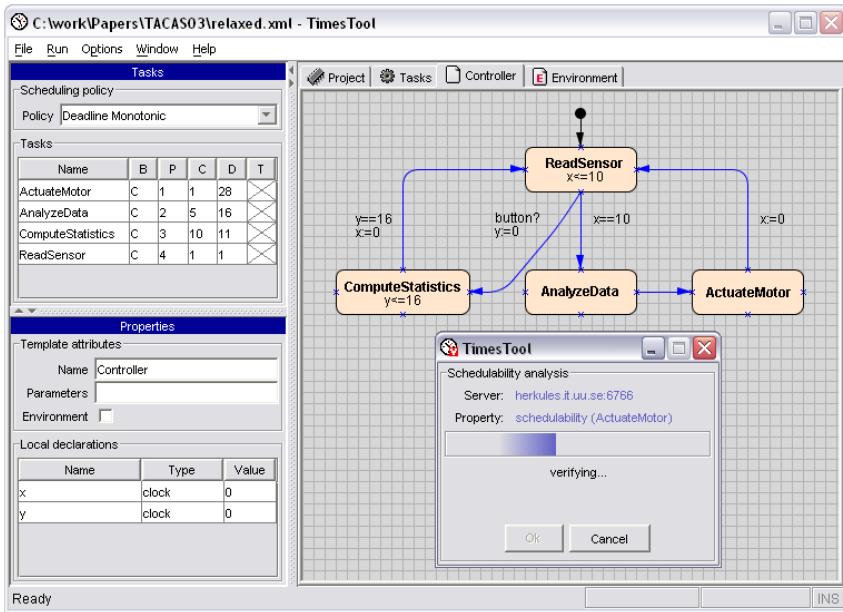 C:\work\Papers\TACAS03\relaxed.xml - TimesTool
File Run Options Window Help
Tasks
Scheduling policy
Policy Deadline Monotonic
Tasks
Name B P C D T
ActuateMotor C 1 1 28
AnalyzeData C 2 5 16
ComputeStatistics C 3 10 11
ReadSensor C 4 1 1
Properties
Template attributes
Name Controller
Parameters
Environment
Local declarations
Name Type Value
x clock 0
y clock 0
Project Tasks Controller E Environment
ReadSensor
x<=10
y==16
x:=0
button?
y:=0
x==10
x:=0
ComputeStatistics
y<=16
AnalyzeData
ActuateMotor
TimesTool
Schedulability analysis
Server: herkules.it.uu.se:6766
Property: schedulability (ActuateMotor)
verifying...
Ok Cancel
Ready INS